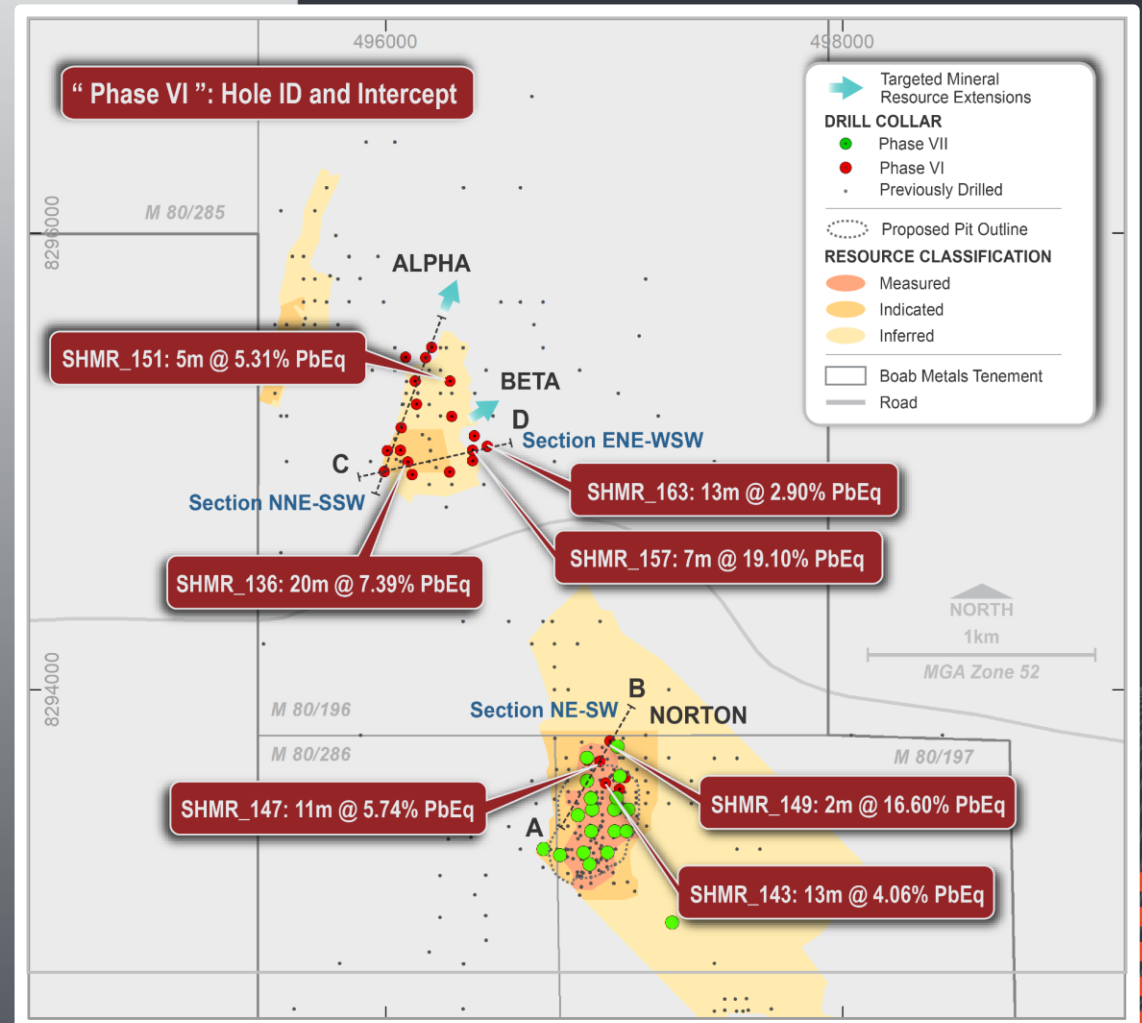 496000
498000
“ Phase VI ”: Hole ID and Intercept
Targeted Mineral
Resource Extensions
DRILL COLLAR
Phase VII
Phase VI
Previously Drilled
Proposed Pit Outline
RESOURCE CLASSIFICATION
Measured
Indicated
Inferred
Boab Metals Tenement
Road
M 80/285
8296000
ALPHA
SHMR_151: 5m @ 5.31% PbEq
BETA
D
Section ENE-WSW
C
Section NNE-SSW
SHMR_163: 13m @ 2.90% PbEq
SHMR_157: 7m @ 19.10% PbEq
SHMR_136: 20m @ 7.39% PbEq
NORTH
1km
MGA Zone 52
8294000
B
Section NE-SW
NORTON
M 80/196
M 80/286
M 80/197
SHMR_147: 11m @ 5.74% PbEq
SHMR_149: 2m @ 16.60% PbEq
A
SHMR_143: 13m @ 4.06% PbEq